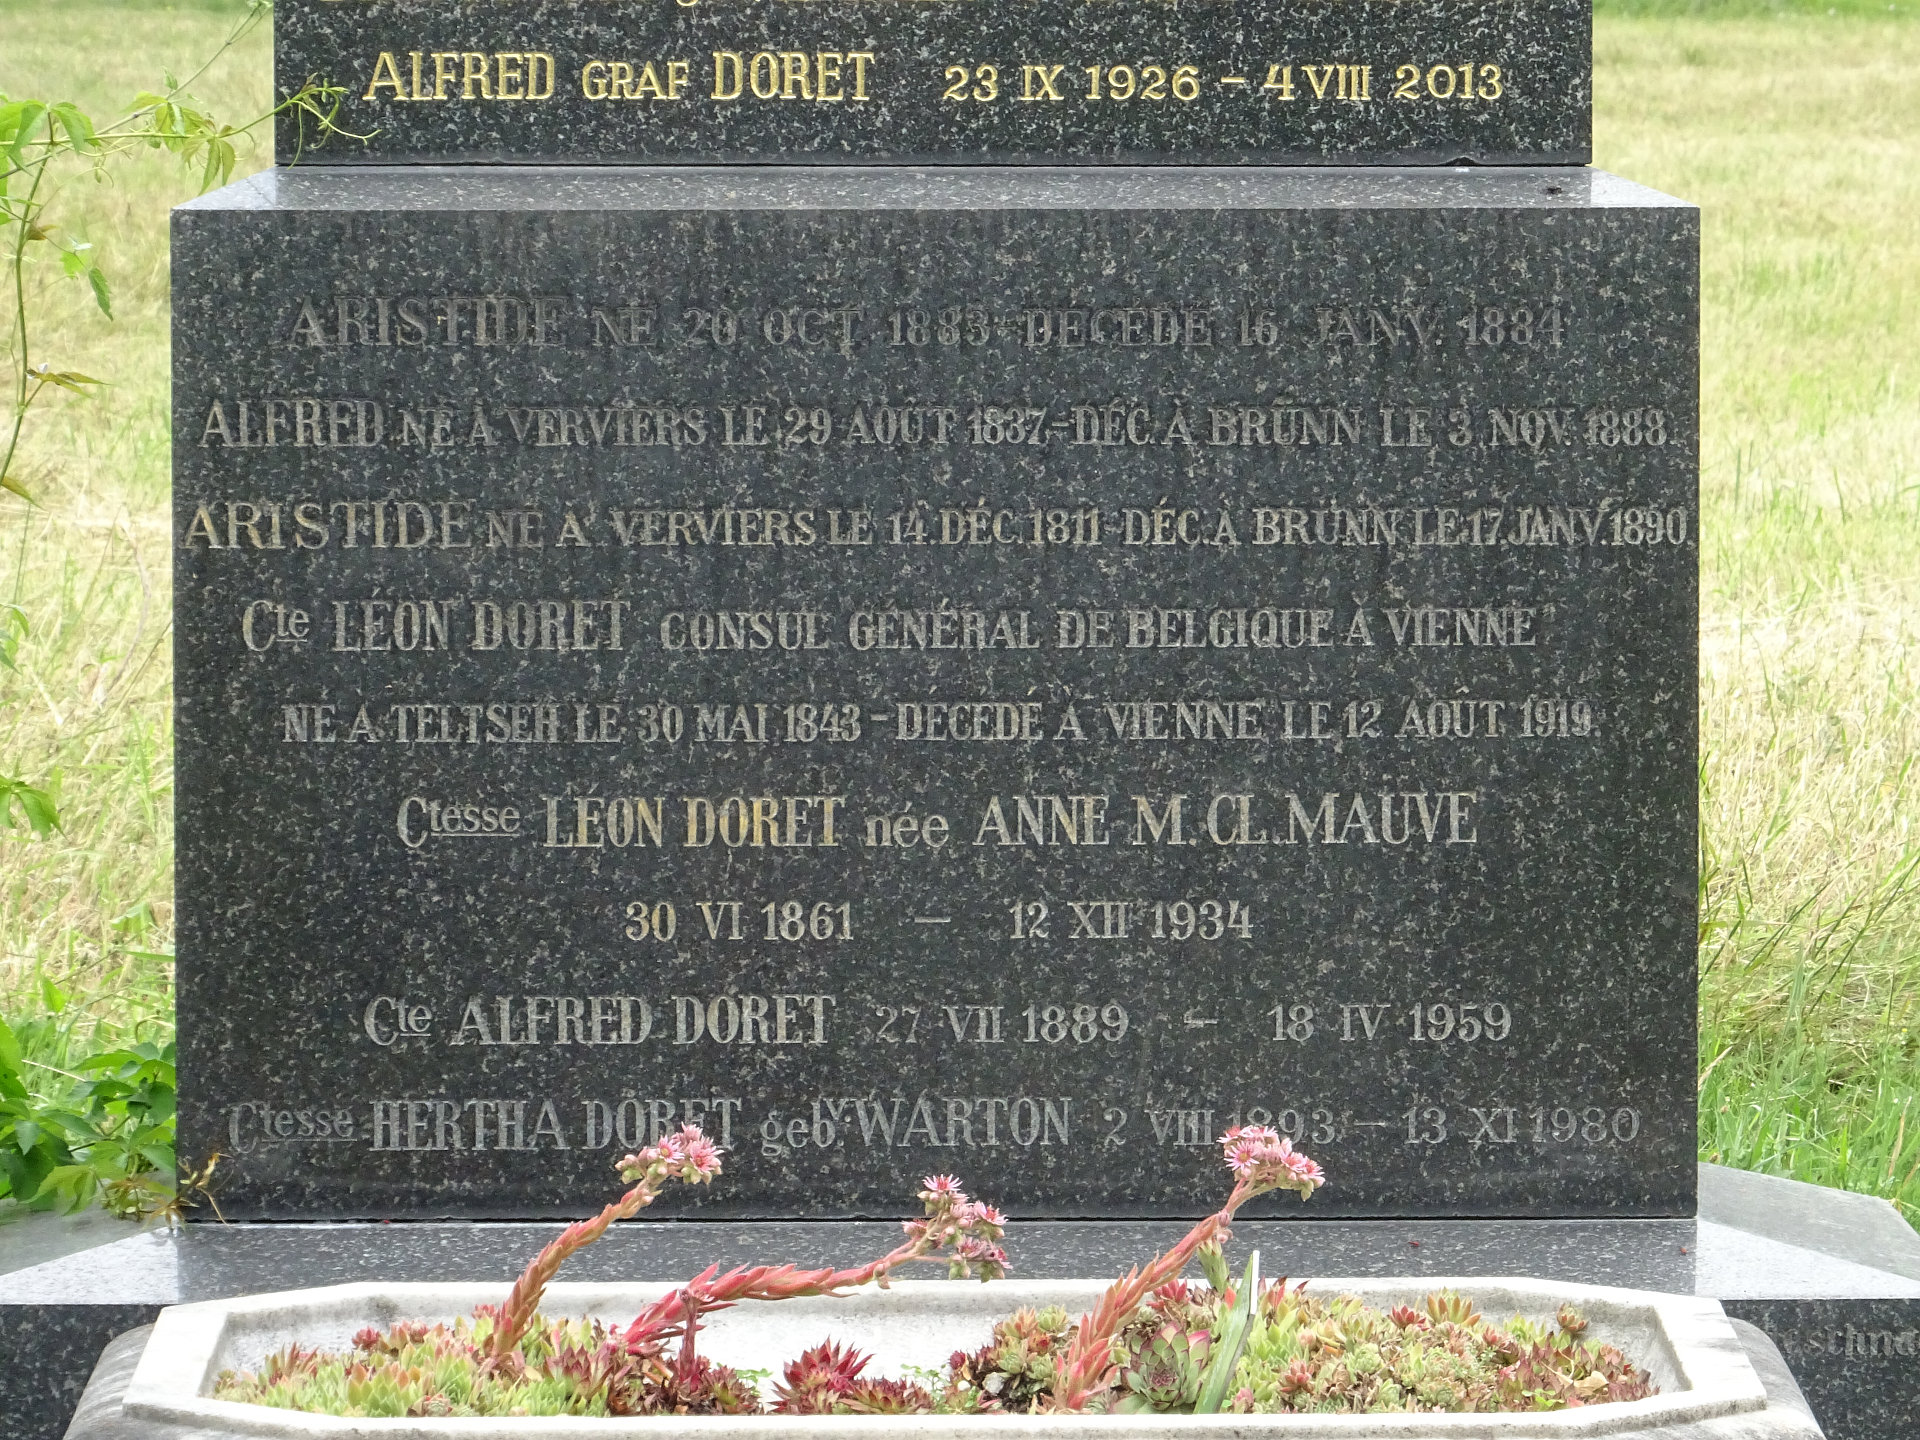 ALFRED GRAF DORET 23 IX 1926 – 4 VIII 2013
ARISTIDE NÉ 20 OCT. 1883 - DÉCÉDÉ 16 JANV. 1884
ALFRED NÉ À VERVIERS LE 29 AOUT 1837 - DÉC. À BRÜNN LE 3 NOV. 1888.
ARISTIDE NÉ À VERVIERS LE 14 DÉC. 1811 - DÉC. À BRÜNN LE 17. JANV. 1890
Cte LÉON DORET CONSUL GÉNÉRAL DE BELGIQUE À VIENNE
NÉ À TELTSCH LE 30 MAI 1843 - DÉCÉDÉ À VIENNE LE 12 AOUT 1919.
Ctesse LÉON DORET née ANNE M. CL. MAUVE
30 VI 1861 – 12 XII 1934
Cte ALFRED DORET 27 VII 1889 – 18 IV 1959
Ctesse HERTHA DORET geb. v. WARTON 2 VIII 1893 – 13 XI 1980